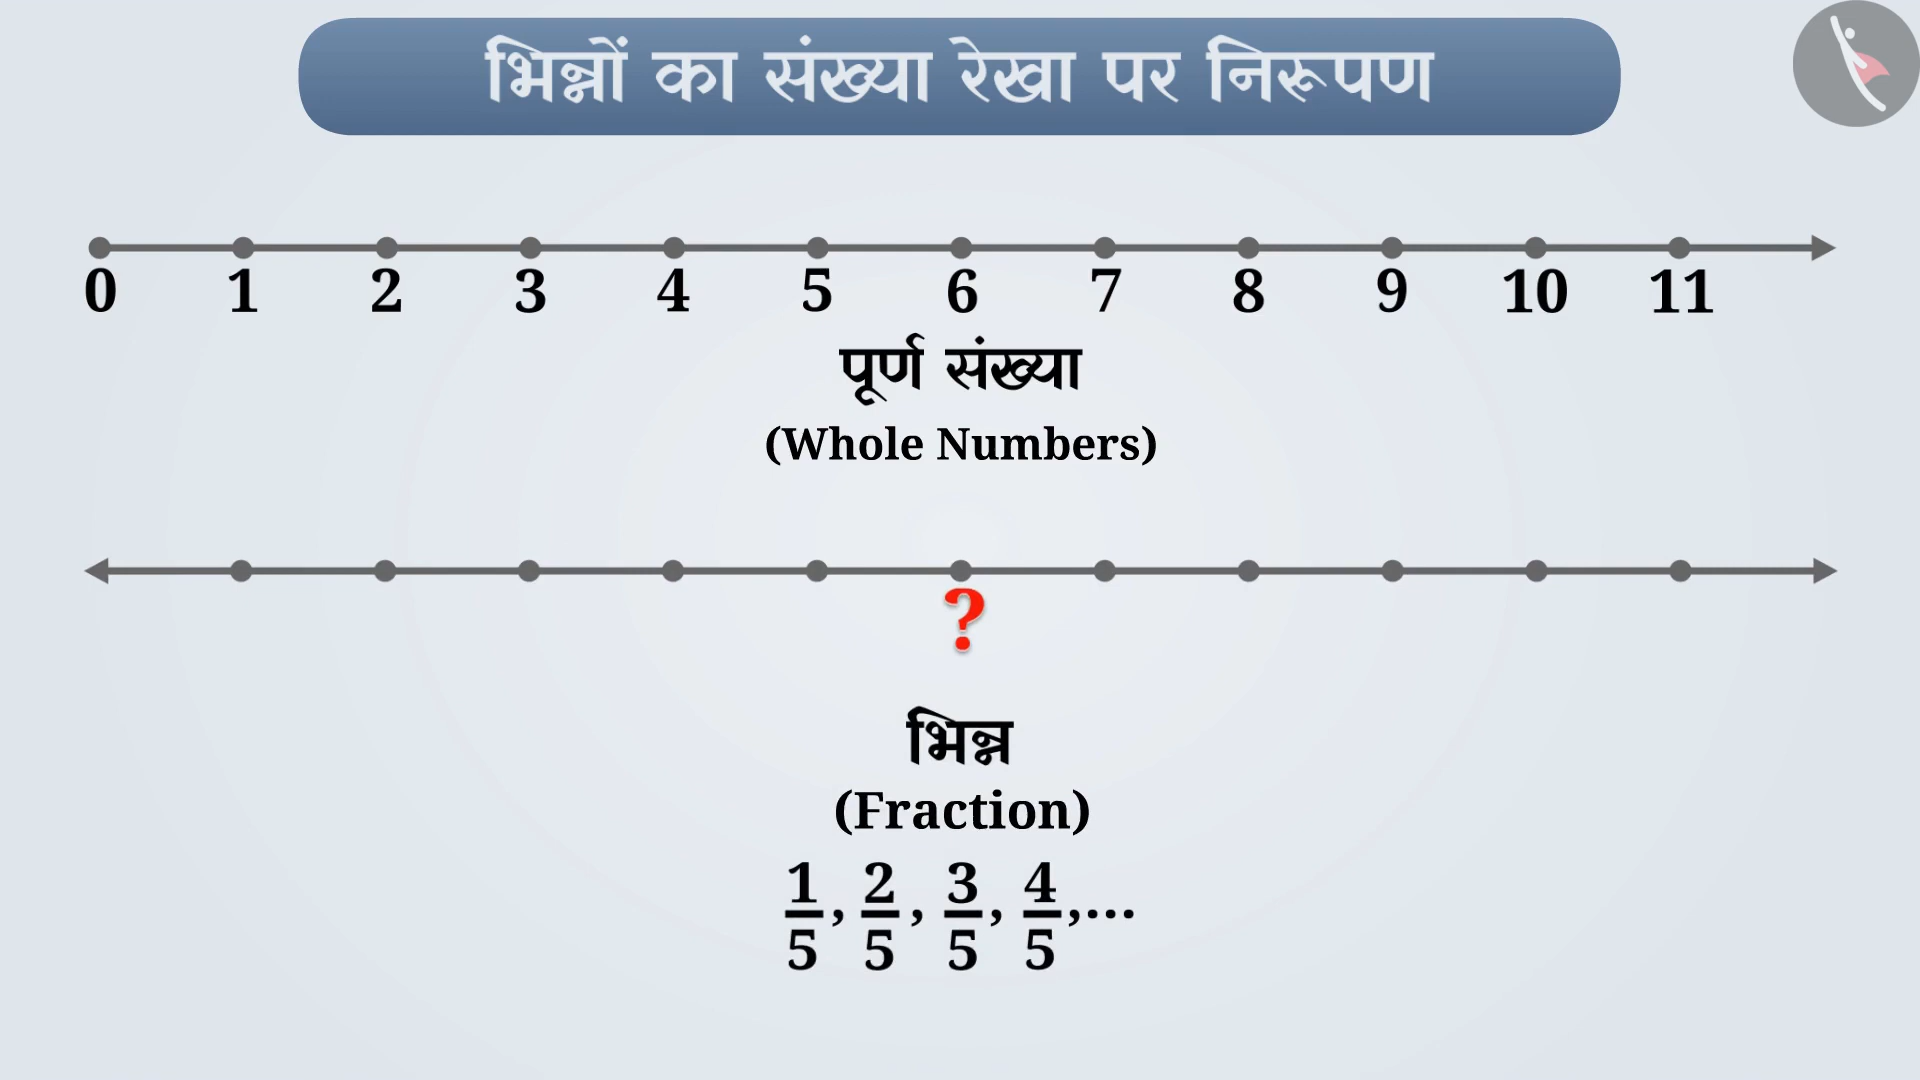 भिन्नों का संख्या रेखा पर निरूपण
0 1 2 3 4 5 6 7 8 9 10 11
पूर्ण संख्या
(Whole Numbers)
?
भिन्न
(Fraction)
1/5, 2/5, 3/5, 4/5,...